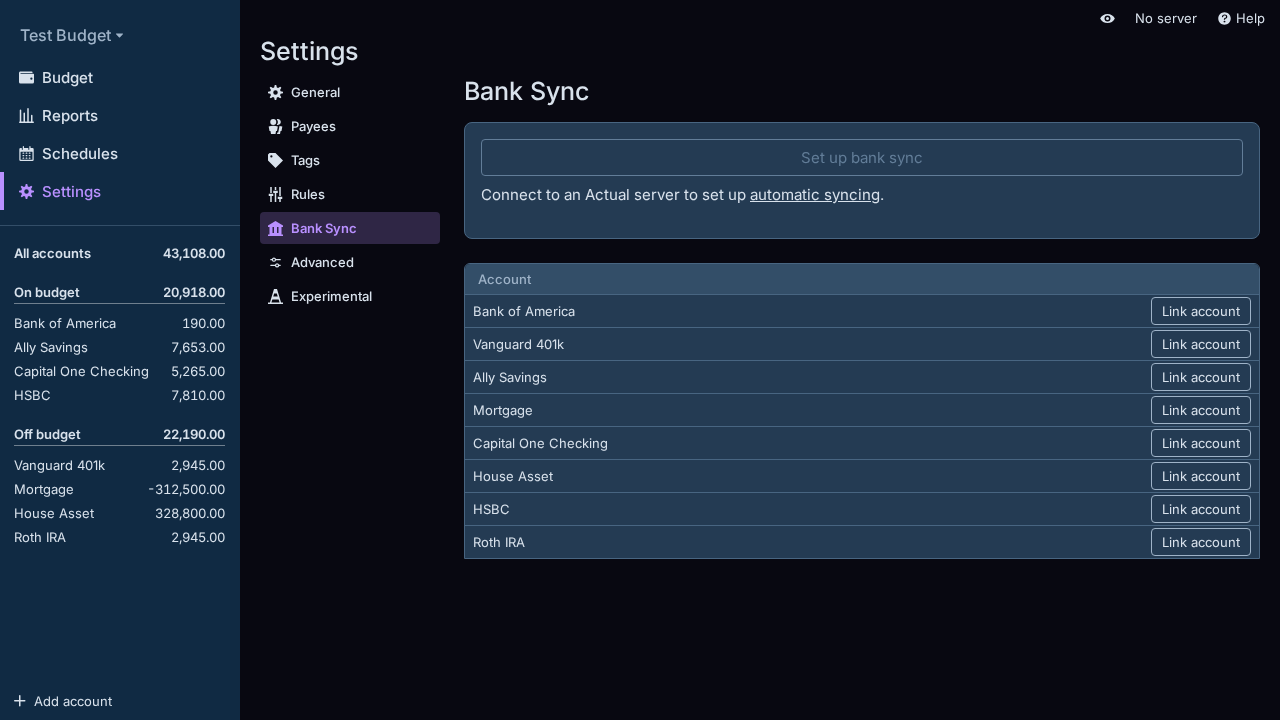 Test Budget
Budget
Reports
Schedules
Settings
All accounts 43,108.00
On budget 20,918.00
Bank of America 190.00
Ally Savings 7,653.00
Capital One Checking 5,265.00
HSBC 7,810.00
Off budget 22,190.00
Vanguard 401k 2,945.00
Mortgage -312,500.00
House Asset 328,800.00
Roth IRA 2,945.00
Add account
No server
Help
Settings
General
Payees
Tags
Rules
Bank Sync
Advanced
Experimental
Bank Sync
Set up bank sync
Connect to an Actual server to set up automatic syncing.
Account
Bank of America Link account
Vanguard 401k Link account
Ally Savings Link account
Mortgage Link account
Capital One Checking Link account
House Asset Link account
HSBC Link account
Roth IRA Link account